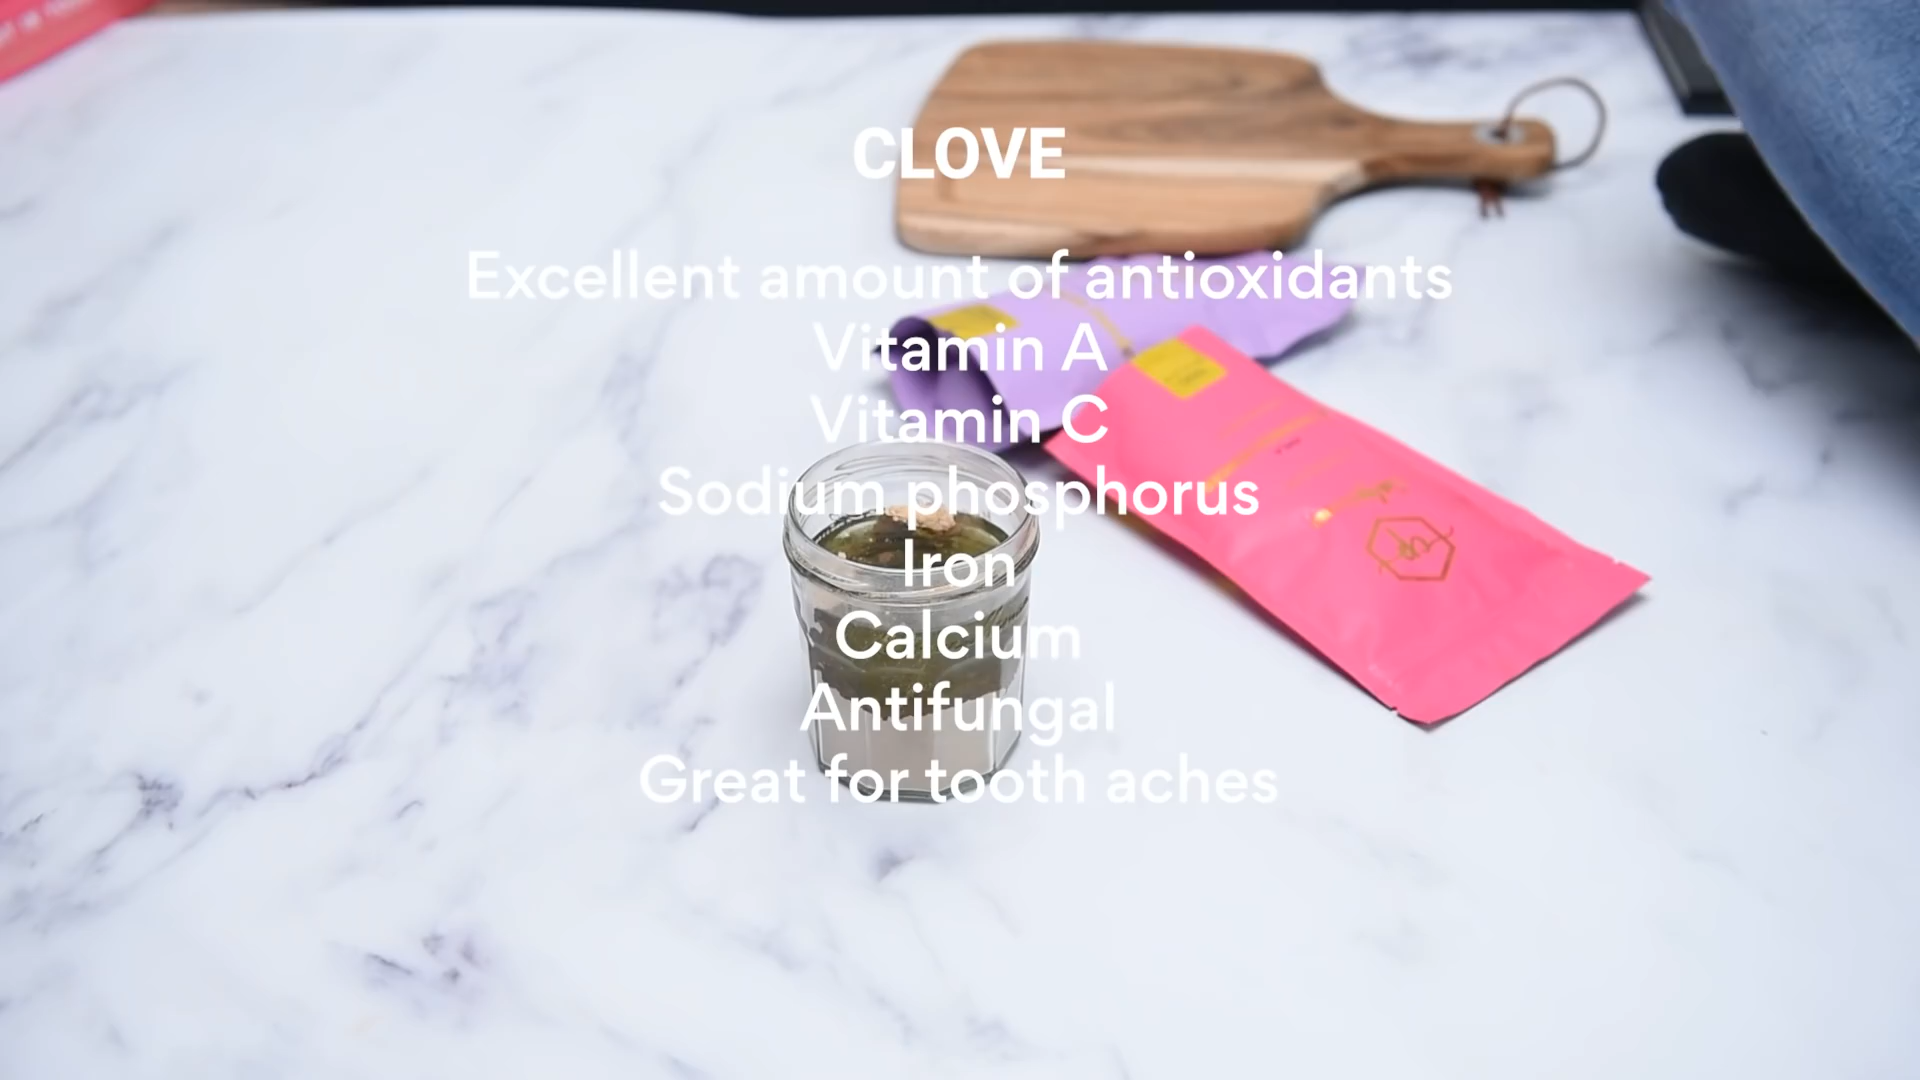 CLOVE
Excellent amount of antioxidants
Vitamin A
Vitamin C
Sodium phosphorus
Iron
Calcium
Antifungal
Great for tooth aches